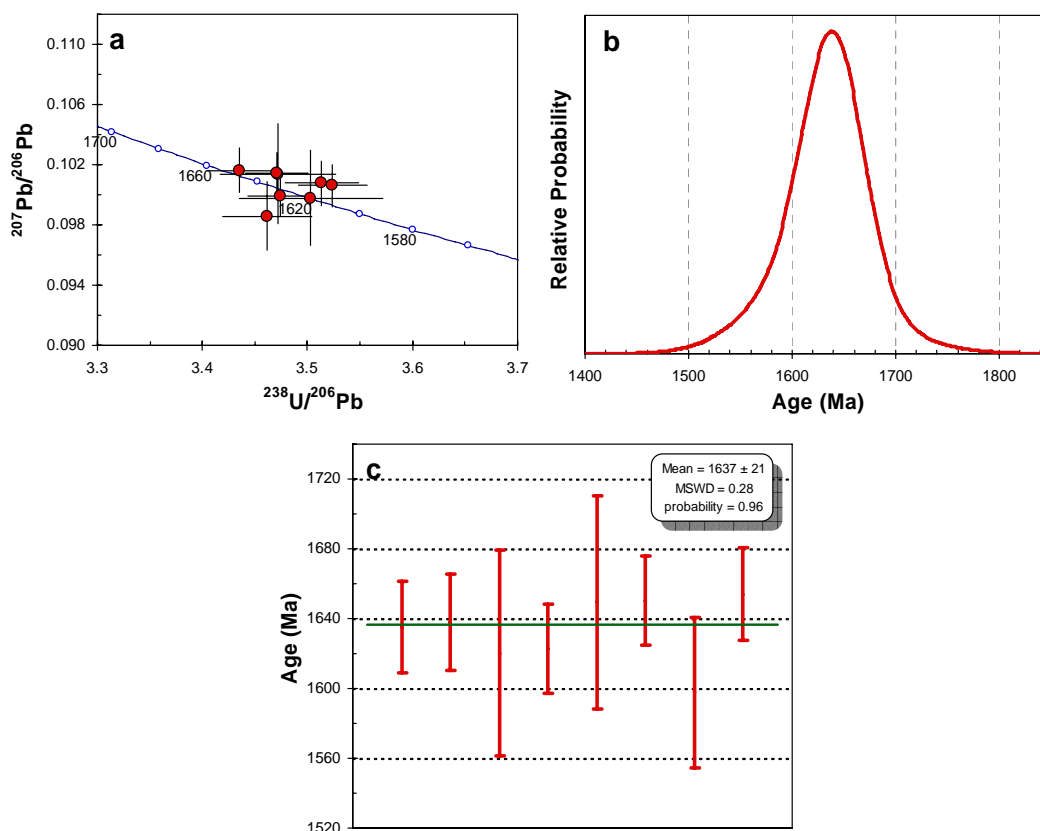 a
0.110
0.106
0.102
0.098
0.094
0.090
207Pb/206Pb
1700
1660
1620
1580
3.3 3.4 3.5 3.6 3.7
238U/206Pb
b
Relative Probability
1400 1500 1600 1700 1800
Age (Ma)
c
Mean = 1637 ± 21
MSWD = 0.28
probability = 0.96
1720
1680
1640
1600
1560
1520
Age (Ma)